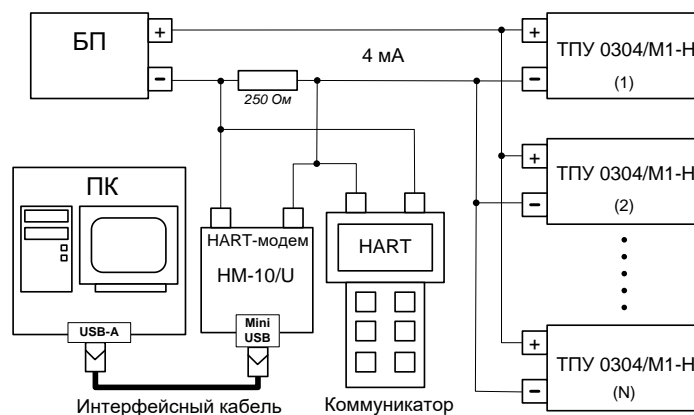 БП
+
−
250 Ом
4 мА
+
−
ТПУ 0304/М1-Н
(1)
+
−
ТПУ 0304/М1-Н
(2)
+
−
ТПУ 0304/М1-Н
(N)
ПК
USB-A
HART-модем
HM-10/U
Mini
USB
HART
Интерфейсный кабель
Коммуникатор